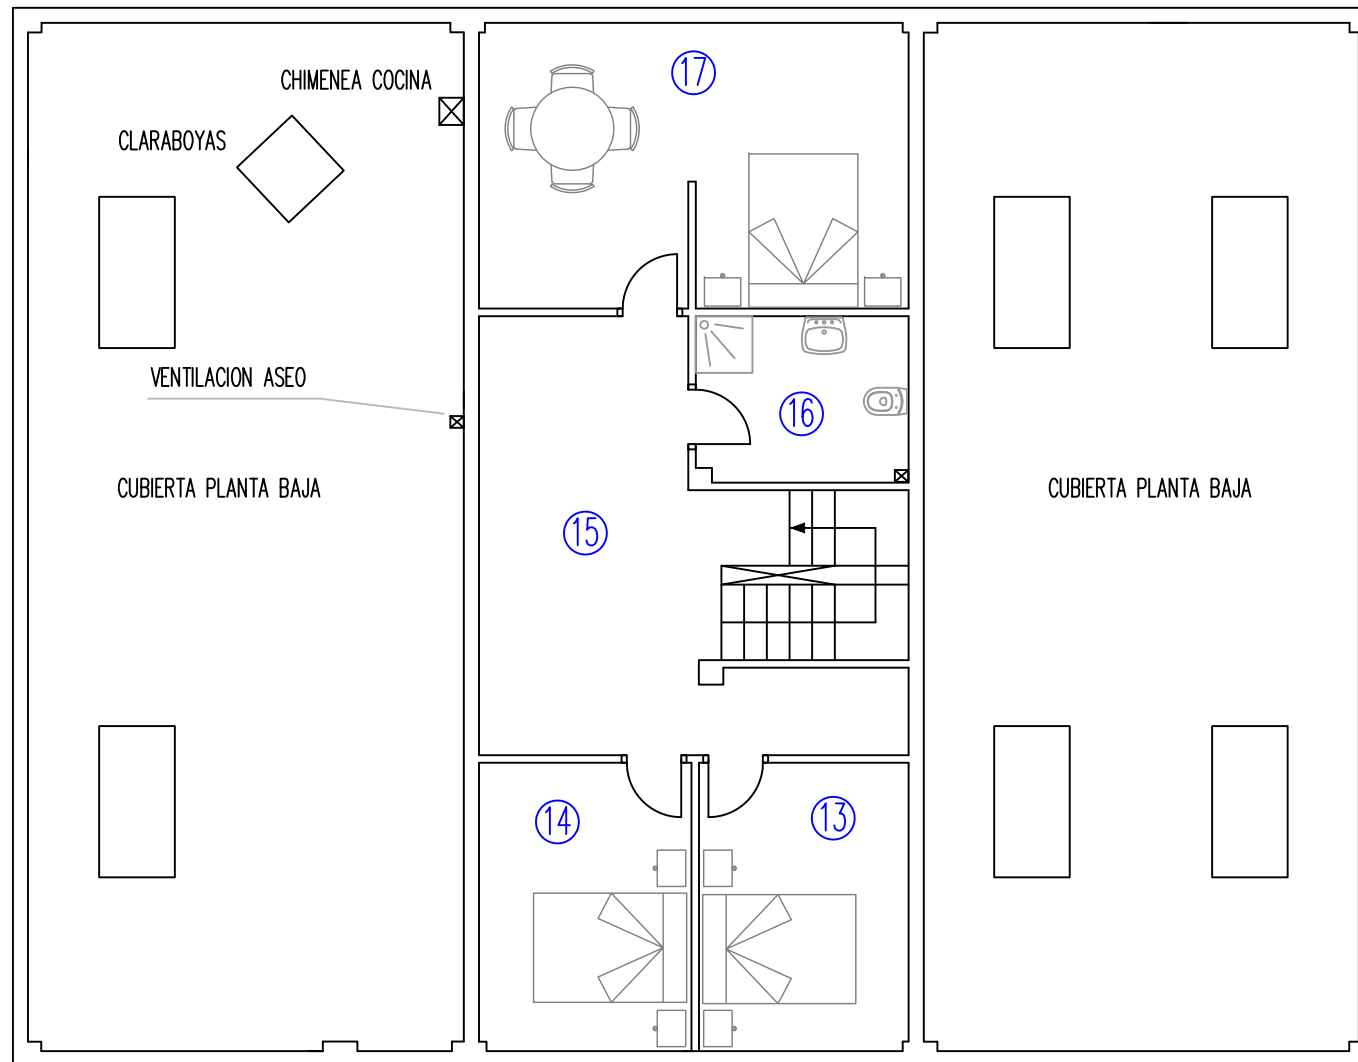 17
CHIMENEA COCINA
CLARABOYAS
VENTILACION ASEO
16
CUBIERTA PLANTA BAJA
CUBIERTA PLANTA BAJA
15
14
13